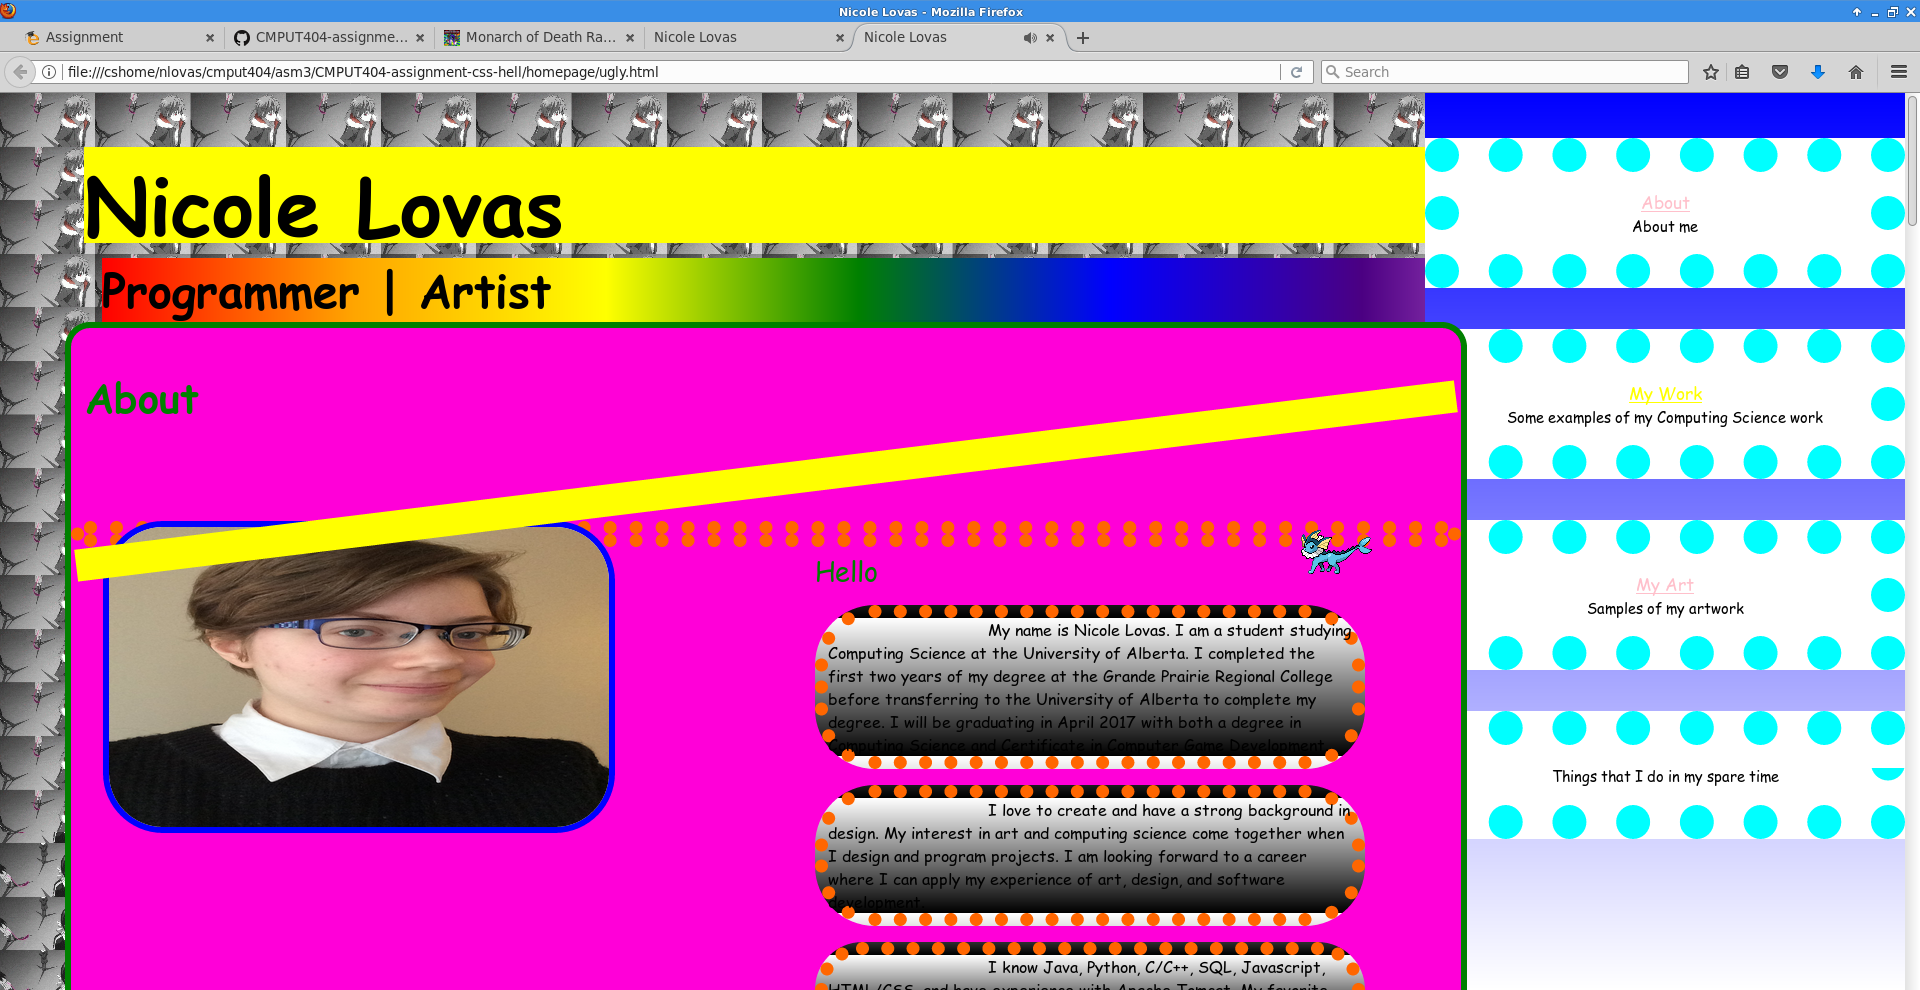 Nicole Lovas - Mozilla Firefox
Assignment
CMPUT404-assignme...
Monarch of Death Ra...
Nicole Lovas
Nicole Lovas
file:///cshome/nlovas/cmput404/asm3/CMPUT404-assignment-css-hell/homepage/ugly.html
Search
Nicole Lovas
Programmer | Artist
About
Hello
My name is Nicole Lovas. I am a student studying
Computing Science at the University of Alberta. I completed the
first two years of my degree at the Grande Prairie Regional College
before transferring to the University of Alberta to complete my
degree. I will be graduating in April 2017 with both a degree in
Computing Science and Certificate in Computer Game Development.
I love to create and have a strong background in
design. My interest in art and computing science come together when
I design and program projects. I am looking forward to a career
where I can apply my experience of art, design, and software
development.
I know Java, Python, C/C++, SQL, Javascript,
HTML/CSS, and have experience with Apache Tomcat. My favorite
About
About me
My Work
Some examples of my Computing Science work
My Art
Samples of my artwork
Things that I do in my spare time